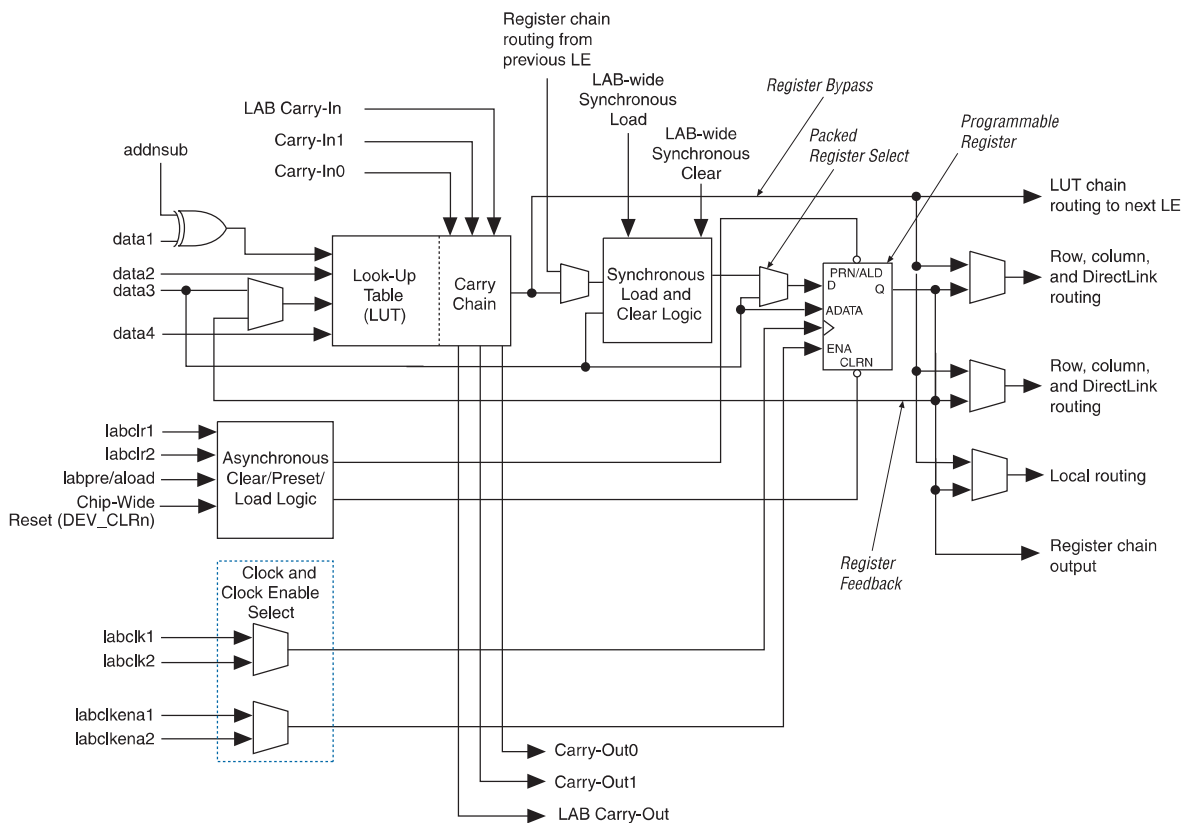 Register chain
routing from
previous LE
LAB-wide
Synchronous
Load
LAB-wide
Synchronous
Clear
Register Bypass
Packed
Register Select
Programmable
Register
LAB Carry-In
Carry-In1
Carry-In0
addnsub
data1
data2
data3
data4
Look-Up
Table
(LUT)
Carry
Chain
Synchronous
Load and
Clear Logic
PRN/ALD
D
Q
ADATA
ENA
CLRN
LUT chain
routing to next LE
Row, column,
and DirectLink
routing
Row, column,
and DirectLink
routing
Local routing
Register chain
output
Register
Feedback
labclr1
labclr2
labpre/aload
Chip-Wide
Reset (DEV_CLRn)
Asynchronous
Clear/Preset/
Load Logic
Clock and
Clock Enable
Select
labclk1
labclk2
labclkena1
labclkena2
Carry-Out0
Carry-Out1
LAB Carry-Out